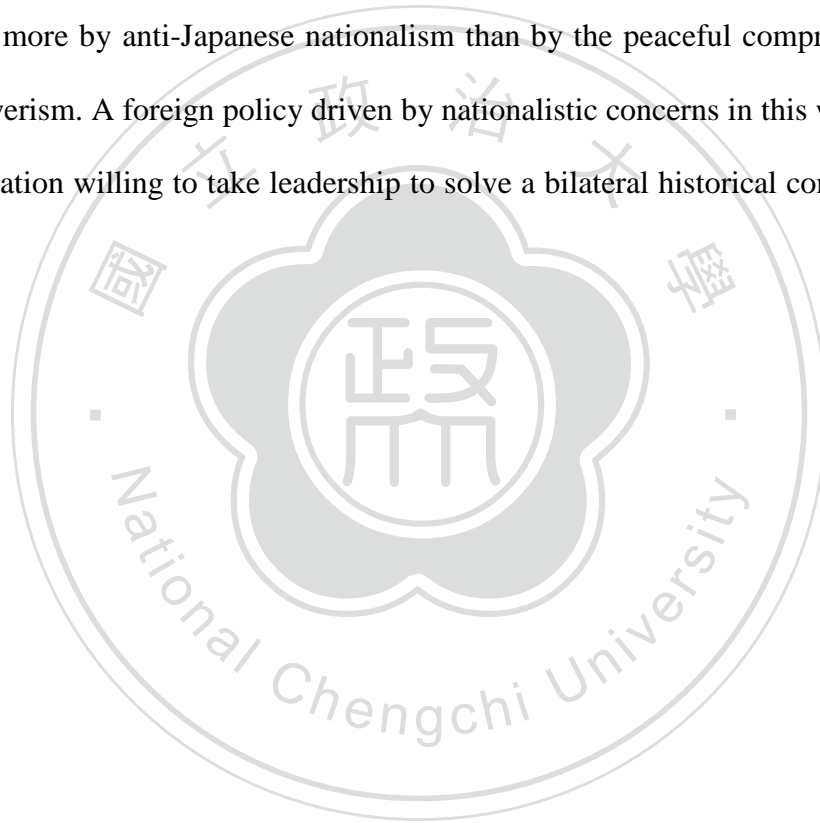 more by anti-Japanese nationalism than by the peaceful compr
verism. A foreign policy driven by nationalistic concerns in this
ation willing to take leadership to solve a bilateral historical
國立政治大學
政
National Chengchi University